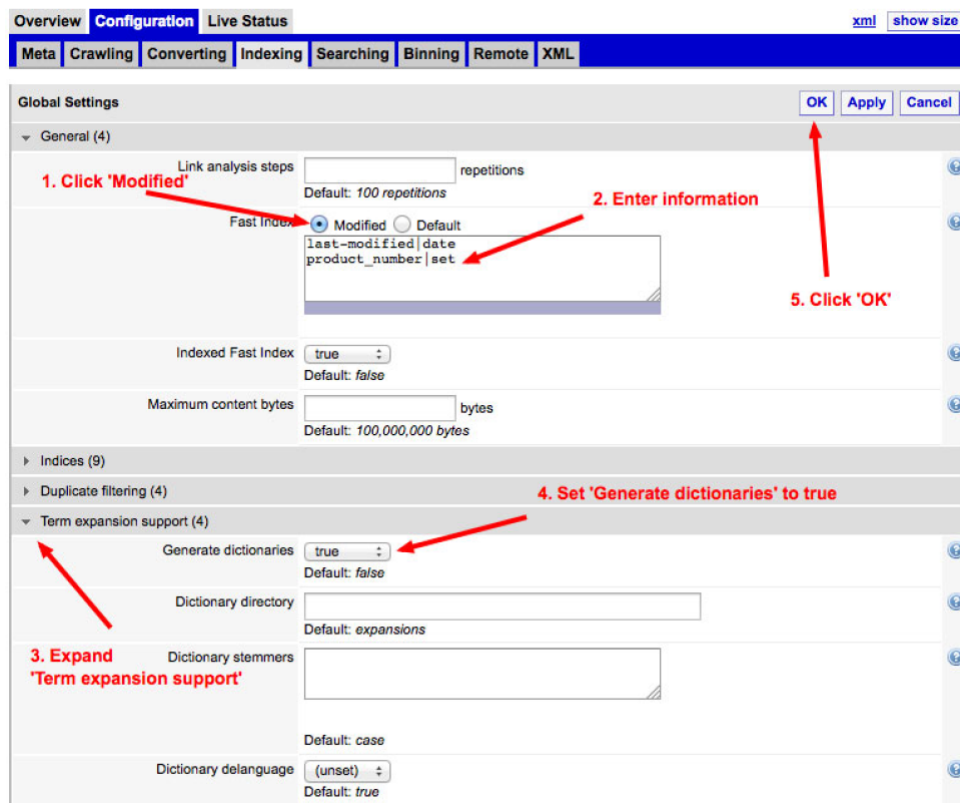 Overview Configuration Live Status xml show size
Meta Crawling Converting Indexing Searching Binning Remote XML
Global Settings OK Apply Cancel
General (4)
Link analysis steps repetitions
Default: 100 repetitions
1. Click 'Modified'
2. Enter information
Fast Index Modified Default
last-modified|date
product_number|set
5. Click 'OK'
Indexed Fast Index true
Default: false
Maximum content bytes bytes
Default: 100,000,000 bytes
Indices (9)
Duplicate filtering (4)
4. Set 'Generate dictionaries' to true
Term expansion support (4)
Generate dictionaries true
Default: false
Dictionary directory
Default: expansions
3. Expand
'Term expansion support'
Dictionary stemmers
Default: case
Dictionary delanguage (unset)
Default: true